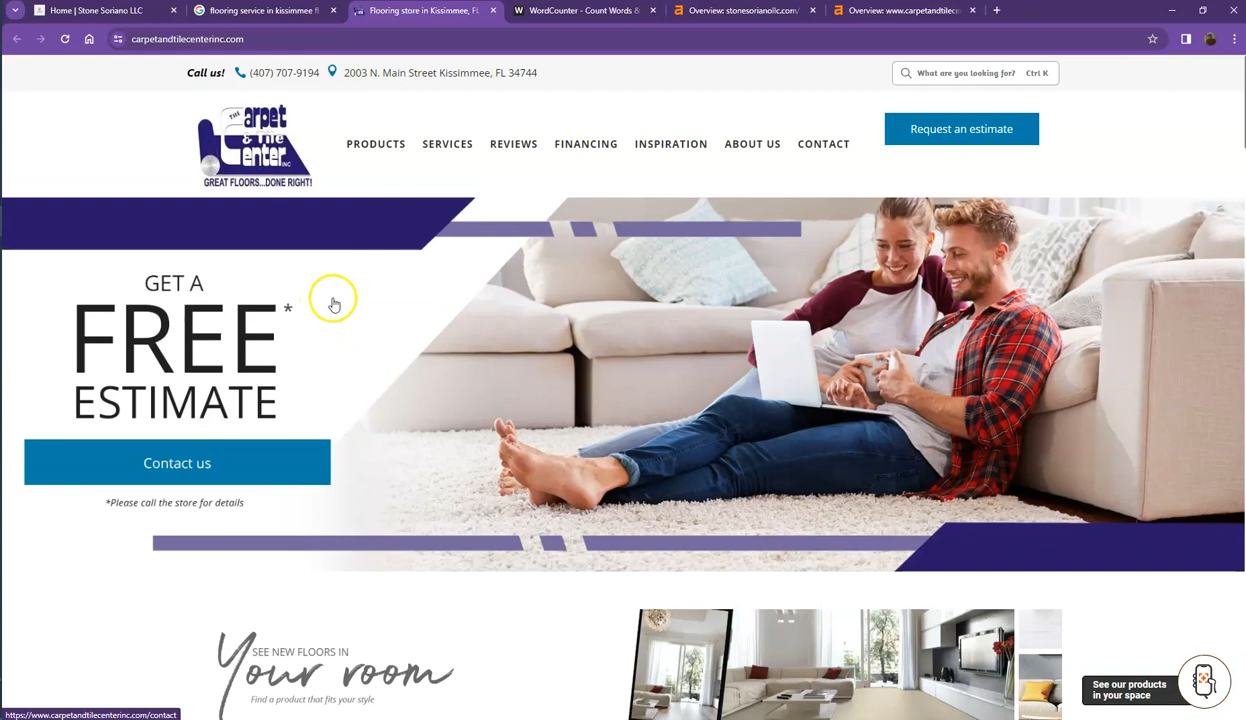 Home | Stone Soriano LLC
flooring service in kissimmee fl
Flooring store in Kissimmee, FL
WordCounter - Count Words &
Overview: stonesorianollc.com/
Overview: www.carpetandtilece
carpetandtilecenterinc.com
Call us! (407) 707-9194 2003 N. Main Street Kissimmee, FL 34744
What are you looking for? Ctrl K
THE Carpet & Tile Center INC
GREAT FLOORS...DONE RIGHT!
PRODUCTS SERVICES REVIEWS FINANCING INSPIRATION ABOUT US CONTACT
Request an estimate
GET A
FREE*
ESTIMATE
Contact us
*Please call the store for details
SEE NEW FLOORS IN
Your room
Find a product that fits your style
See our products
in your space
https://www.carpetandtilecenterinc.com/contact